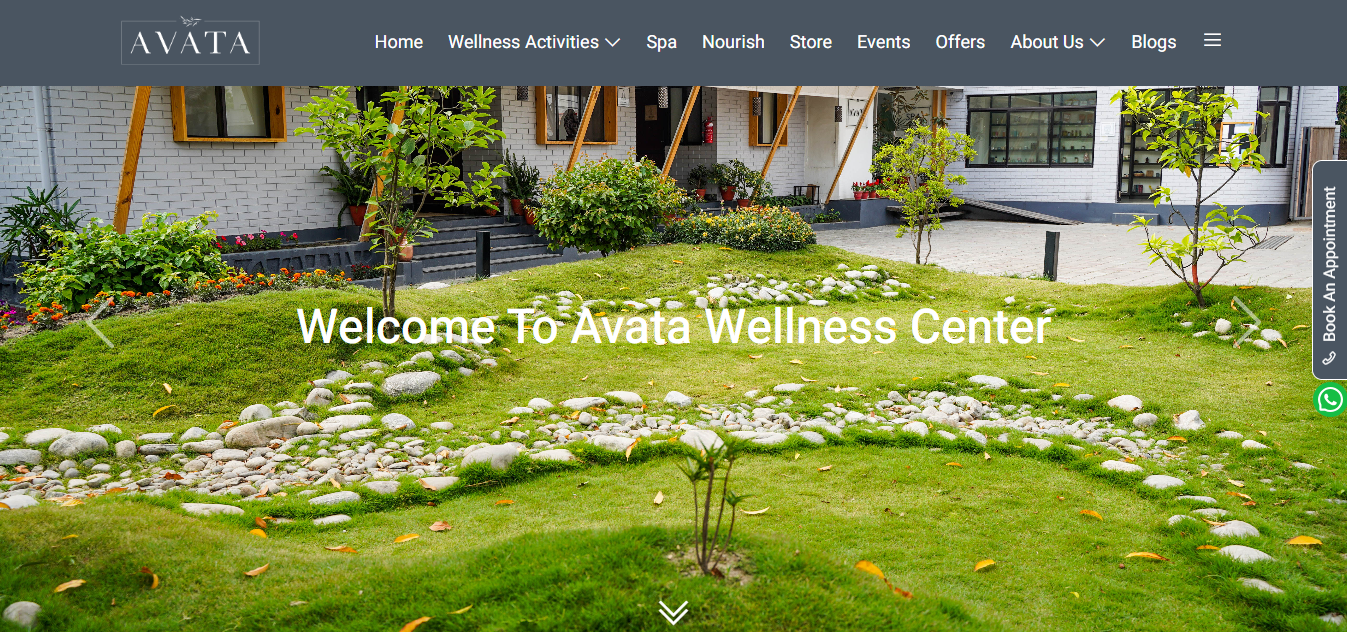 AVATA
Home Wellness Activities Spa Nourish Store Events Offers About Us Blogs
Welcome To Avata Wellness Center
Book An Appointment